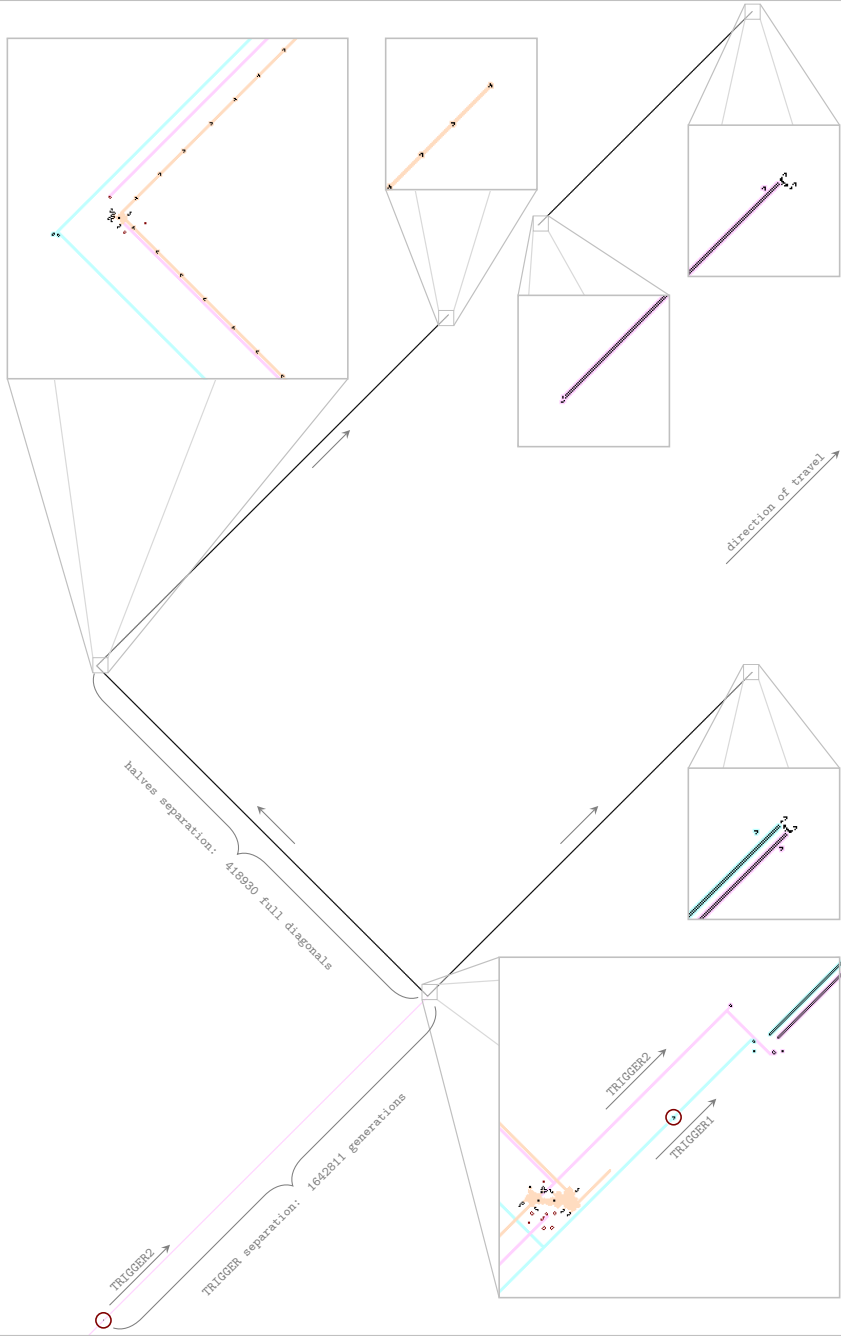 direction of travel
halves separation: 418930 full diagonals
TRIGGER2
TRIGGER1
TRIGGER separation: 1642811 generations
TRIGGER2